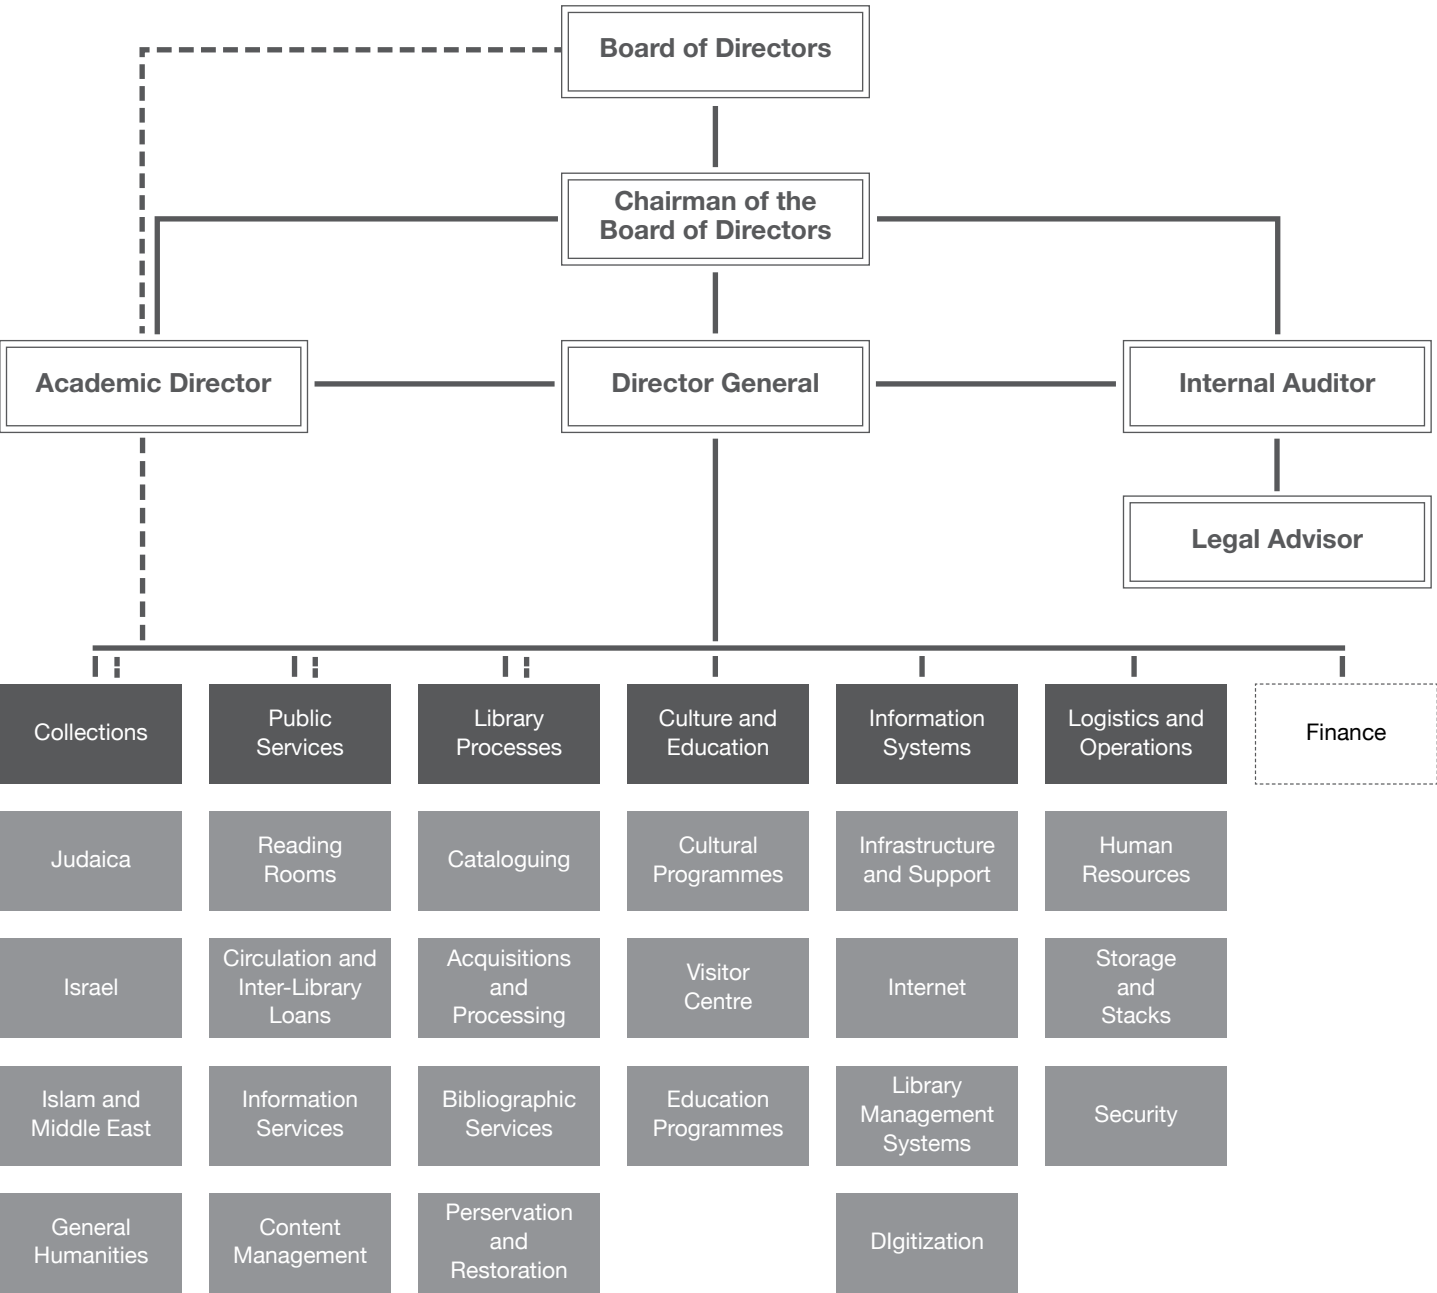 Board of Directors
Chairman of the
Board of Directors
Academic Director
Director General
Internal Auditor
Legal Advisor
Collections
Public
Services
Library
Processes
Culture and
Education
Information
Systems
Logistics and
Operations
Finance
Judaica
Reading
Rooms
Cataloguing
Cultural
Programmes
Infrastructure
and Support
Human
Resources
Israel
Circulation and
Inter-Library
Loans
Acquisitions
and
Processing
Visitor
Centre
Internet
Storage
and
Stacks
Islam and
Middle East
Information
Services
Bibliographic
Services
Education
Programmes
Library
Management
Systems
Security
General
Humanities
Content
Management
Perservation
and
Restoration
DIgitization